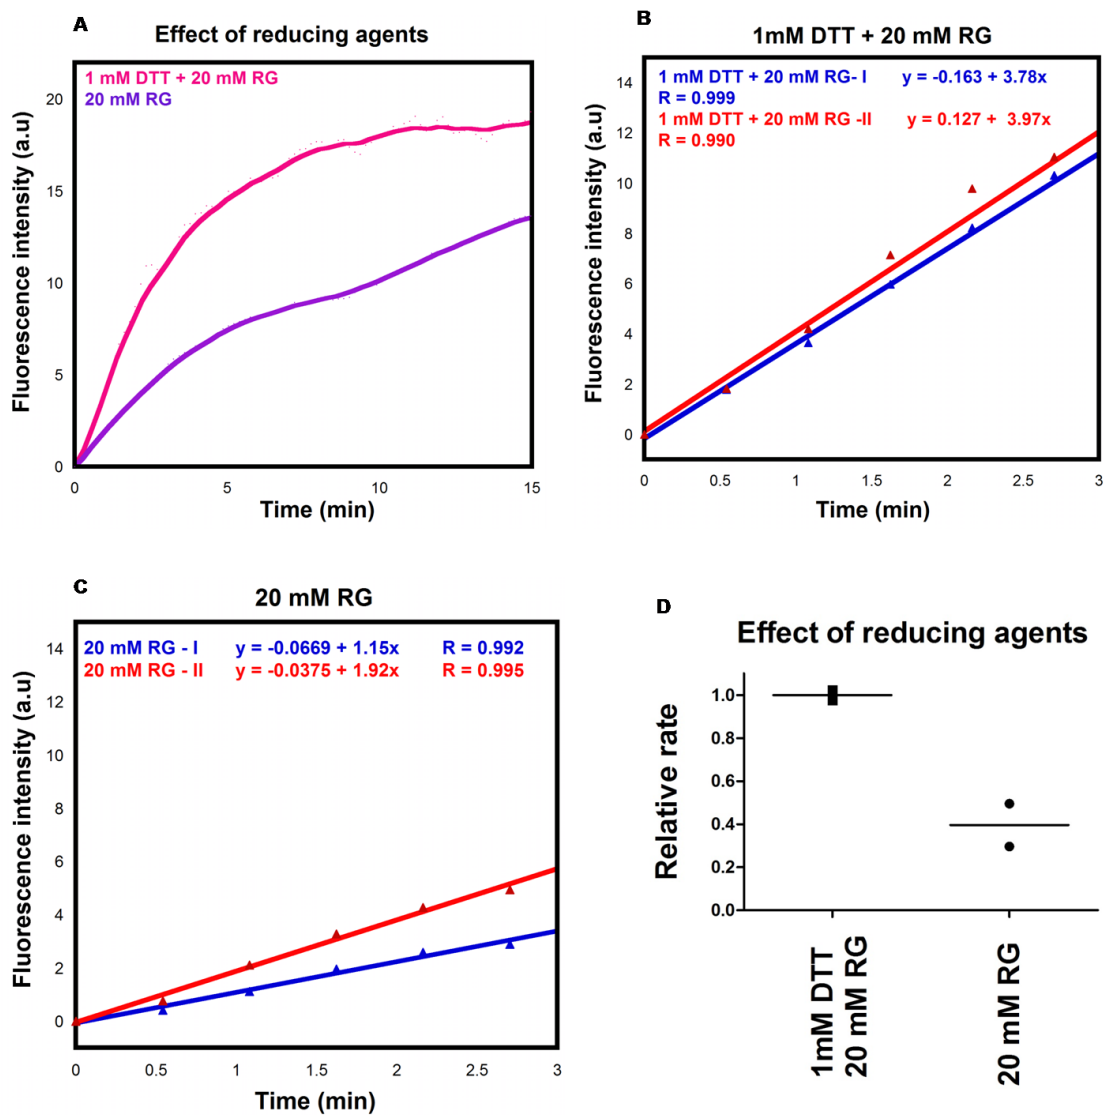 A
Effect of reducing agents
1 mM DTT + 20 mM RG
20 mM RG
Fluorescence intensity (a.u)
20
15
10
5
0
0 5 10 15
Time (min)
B
1mM DTT + 20 mM RG
1 mM DTT + 20 mM RG- I y = -0.163 + 3.78x
R = 0.999
1 mM DTT + 20 mM RG -II y = 0.127 + 3.97x
R = 0.990
Fluorescence intensity (a.u)
14
12
10
8
6
4
2
0
0 0.5 1 1.5 2 2.5 3
Time (min)
C
20 mM RG
20 mM RG - I y = -0.0669 + 1.15x R = 0.992
20 mM RG - II y = -0.0375 + 1.92x R = 0.995
Fluorescence intensity (a.u)
14
12
10
8
6
4
2
0
0 0.5 1 1.5 2 2.5 3
Time (min)
D
Effect of reducing agents
Relative rate
1.0
0.8
0.6
0.4
0.2
0.0
1mM DTT
20 mM RG
20 mM RG